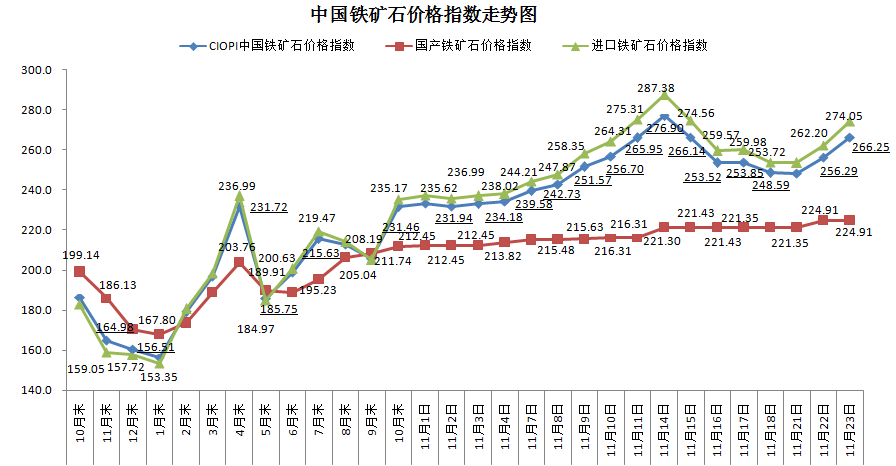 中国铁矿石价格指数走势图
CIOPI中国铁矿石价格指数 国产铁矿石价格指数 进口铁矿石价格指数
300.0
280.0
260.0
240.0
220.0
200.0
180.0
160.0
140.0
199.14
186.13
164.98
167.80
156.51
159.05
157.72
153.35
236.99
231.72
203.76
189.91
185.75
184.97
200.63
195.23
219.47
215.63
208.19
205.04
211.74
235.17
231.46
212.45
235.62
231.94
212.45
236.99
212.45
238.02
234.18
213.82
244.21
239.58
215.48
247.87
242.73
215.63
258.35
251.57
216.31
264.31
256.70
216.31
275.31
265.95
221.30
287.38
276.90
221.43
274.56
266.14
221.43
259.57
253.52
221.35
259.98
253.85
253.72
248.59
221.35
262.20
256.29
224.91
274.05
266.25
224.91
10月末
11月末
12月末
1月末
2月末
3月末
4月末
5月末
6月末
7月末
8月末
9月末
10月末
11月1日
11月2日
11月3日
11月4日
11月7日
11月8日
11月9日
11月10日
11月11日
11月14日
11月15日
11月16日
11月17日
11月18日
11月21日
11月22日
11月23日